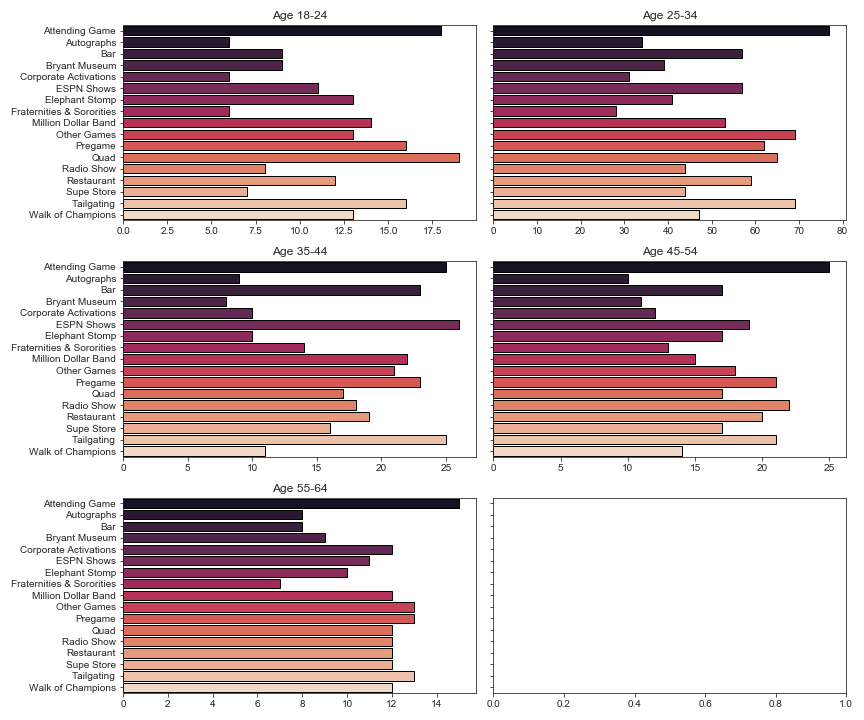 Age 18-24
Age 25-34
Attending Game
Autographs
Bar
Bryant Museum
Corporate Activations
ESPN Shows
Elephant Stomp
Fraternities & Sororities
Million Dollar Band
Other Games
Pregame
Quad
Radio Show
Restaurant
Supe Store
Tailgating
Walk of Champions
0.0 2.5 5.0 7.5 10.0 12.5 15.0 17.5
0 10 20 30 40 50 60 70 80
Age 35-44
Age 45-54
Attending Game
Autographs
Bar
Bryant Museum
Corporate Activations
ESPN Shows
Elephant Stomp
Fraternities & Sororities
Million Dollar Band
Other Games
Pregame
Quad
Radio Show
Restaurant
Supe Store
Tailgating
Walk of Champions
0 5 10 15 20 25
0 5 10 15 20 25
Age 55-64
Attending Game
Autographs
Bar
Bryant Museum
Corporate Activations
ESPN Shows
Elephant Stomp
Fraternities & Sororities
Million Dollar Band
Other Games
Pregame
Quad
Radio Show
Restaurant
Supe Store
Tailgating
Walk of Champions
0 2 4 6 8 10 12 14
0.0 0.2 0.4 0.6 0.8 1.0